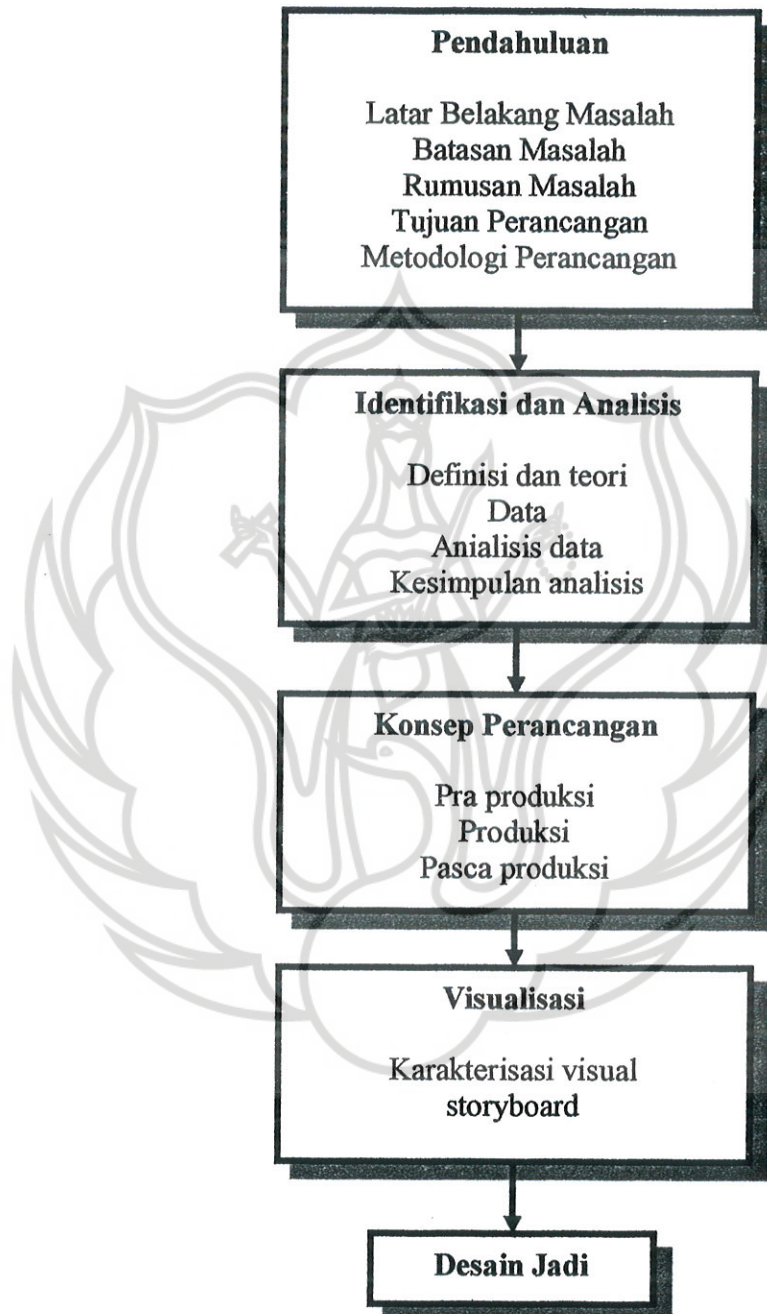 Pendahuluan
Latar Belakang Masalah
Batasan Masalah
Rumusan Masalah
Tujuan Perancangan
Metodologi Perancangan
Identifikasi dan Analisis
Definisi dan teori
Data
Anialisis data
Kesimpulan analisis
Konsep Perancangan
Pra produksi
Produksi
Pasca produksi
Visualisasi
Karakterisasi visual
storyboard
Desain Jadi